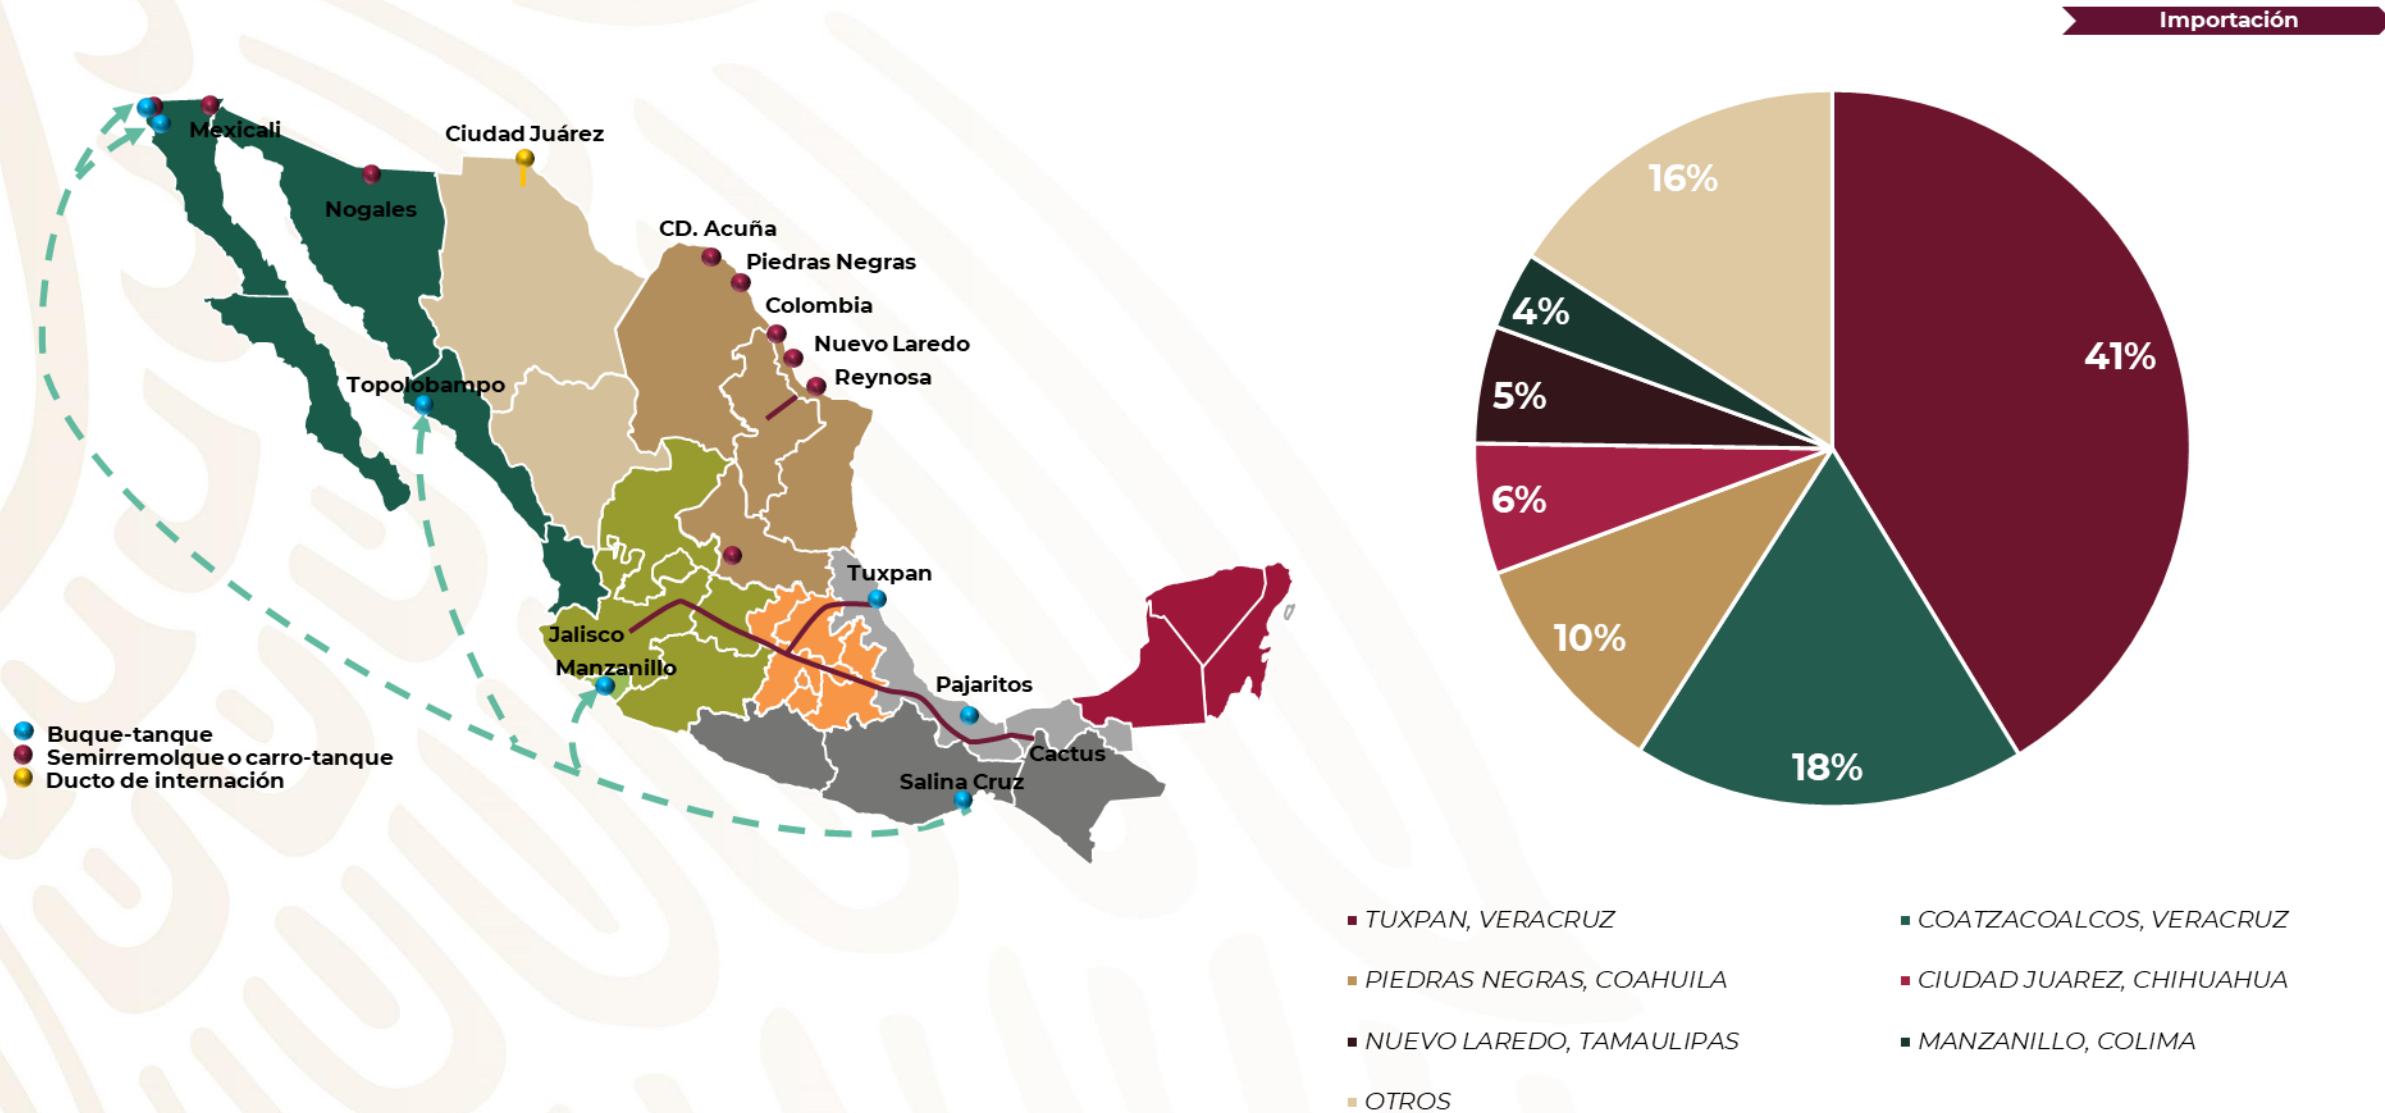 Importación
Mexicali
Ciudad Juárez
Nogales
CD. Acuña
Piedras Negras
Colombia
Nuevo Laredo
Reynosa
Topolobampo
Tuxpan
Jalisco
Manzanillo
Pajaritos
Cactus
Salina Cruz
Buque-tanque
Semirremolque o carro-tanque
Ducto de internación
16%
41%
4%
5%
6%
10%
18%
TUXPAN, VERACRUZ
COATZACOALCOS, VERACRUZ
PIEDRAS NEGRAS, COAHUILA
CIUDAD JUAREZ, CHIHUAHUA
NUEVO LAREDO, TAMAULIPAS
MANZANILLO, COLIMA
OTROS